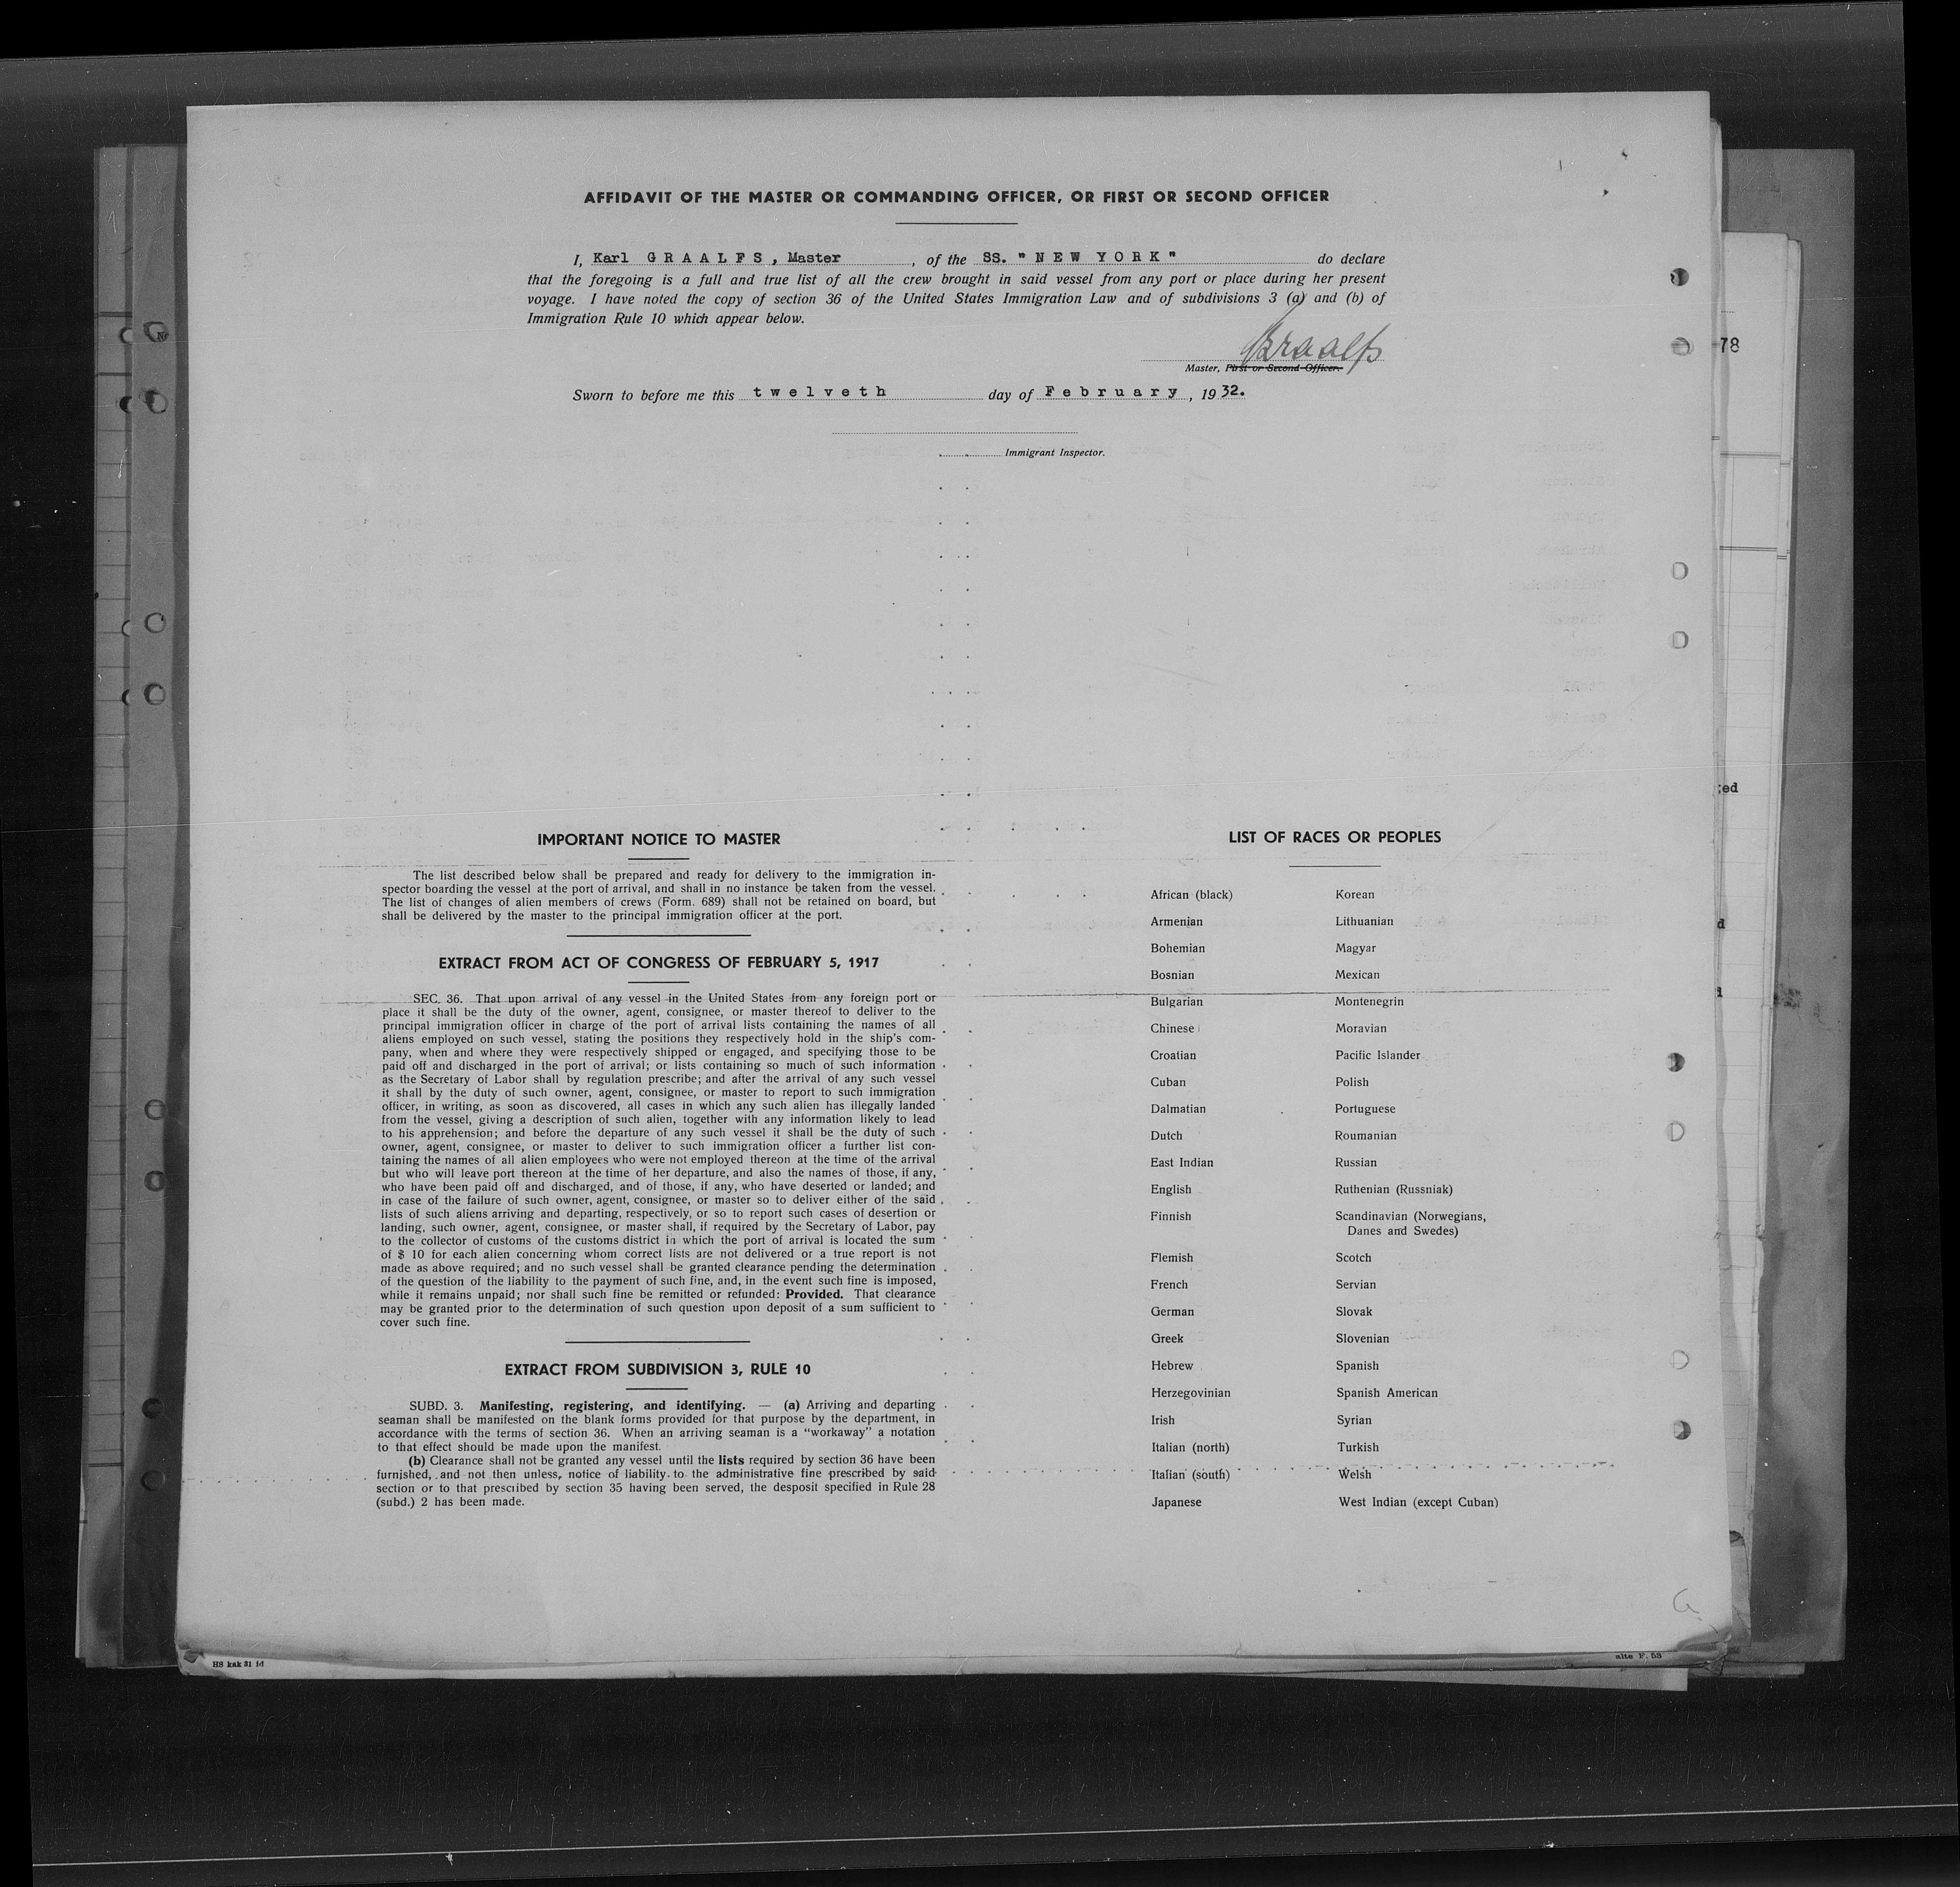 AFFIDAVIT OF THE MASTER OR COMMANDING OFFICER, OR FIRST OR SECOND OFFICER
I, Karl GRAALFS, Master , of the SS. "NEW YORK" do declare
that the foregoing is a full and true list of all the crew brought in said vessel from any port or place during her present
voyage. I have noted the copy of section 36 of the United States Immigration Law and of subdivisions 3 (a) and (b) of
Immigration Rule 10 which appear below.
Graalfs
Master, First or Second Officer.
Sworn to before me this twelveth day of February, 19 32.
Immigrant Inspector.
78
IMPORTANT NOTICE TO MASTER
The list described below shall be prepared and ready for delivery to the immigration in-
spector boarding the vessel at the port of arrival, and shall in no instance be taken from the vessel.
The list of changes of alien members of crews (Form. 689) shall not be retained on board, but
shall be delivered by the master to the principal immigration officer at the port.
EXTRACT FROM ACT OF CONGRESS OF FEBRUARY 5, 1917
SEC. 36. That upon arrival of any vessel in the United States from any foreign port or
place it shall be the duty of the owner, agent, consignee, or master thereof to deliver to the
principal immigration officer in charge of the port of arrival lists containing the names of all
aliens employed on such vessel, stating the positions they respectively hold in the ship's com-
pany, when and where they were respectively shipped or engaged, and specifying those to be
paid off and discharged in the port of arrival; or lists containing so much of such information
as the Secretary of Labor shall by regulation prescribe; and after the arrival of any such vessel
it shall by the duty of such owner, agent, consignee, or master to report to such immigration
officer, in writing, as soon as discovered, all cases in which any such alien has illegally landed
from the vessel, giving a description of such alien, together with any information likely to lead
to his apprehension; and before the departure of any such vessel it shall be the duty of such
owner, agent, consignee, or master to deliver to such immigration officer a further list con-
taining the names of all alien employees who were not employed thereon at the time of the arrival
but who will leave port thereon at the time of her departure, and also the names of those, if any,
who have been paid off and discharged, and of those, if any, who have deserted or landed; and
in case of the failure of such owner, agent, consignee, or master so to deliver either of the said
lists of such aliens arriving and departing, respectively, or so to report such cases of desertion or
landing, such owner, agent, consignee, or master shall, if required by the Secretary of Labor, pay
to the collector of customs of the customs district in which the port of arrival is located the sum
of $ 10 for each alien concerning whom correct lists are not delivered or a true report is not
made as above required; and no such vessel shall be granted clearance pending the determination
of the question of the liability to the payment of such fine, and, in the event such fine is imposed,
while it remains unpaid; nor shall such fine be remitted or refunded: Provided. That clearance
may be granted prior to the determination of such question upon deposit of a sum sufficient to
cover such fine.
EXTRACT FROM SUBDIVISION 3, RULE 10
SUBD. 3. Manifesting, registering, and identifying. — (a) Arriving and departing
seaman shall be manifested on the blank forms provided for that purpose by the department, in
accordance with the terms of section 36. When an arriving seaman is a "workaway" a notation
to that effect should be made upon the manifest.
(b) Clearance shall not be granted any vessel until the lists required by section 36 have been
furnished, and not then unless, notice of liability to the administrative fine prescribed by said
section or to that prescribed by section 35 having been served, the desposit specified in Rule 28
(subd.) 2 has been made.
LIST OF RACES OR PEOPLES
African (black) Korean
Armenian Lithuanian
Bohemian Magyar
Bosnian Mexican
Bulgarian Montenegrin
Chinese Moravian
Croatian Pacific Islander
Cuban Polish
Dalmatian Portuguese
Dutch Roumanian
East Indian Russian
English Ruthenian (Russniak)
Finnish Scandinavian (Norwegians,
Danes and Swedes)
Flemish Scotch
French Servian
German Slovak
Greek Slovenian
Hebrew Spanish
Herzegovinian Spanish American
Irish Syrian
Italian (north) Turkish
Italian (south) Welsh
Japanese West Indian (except Cuban)
HS kak 31 fd
alte F. 53